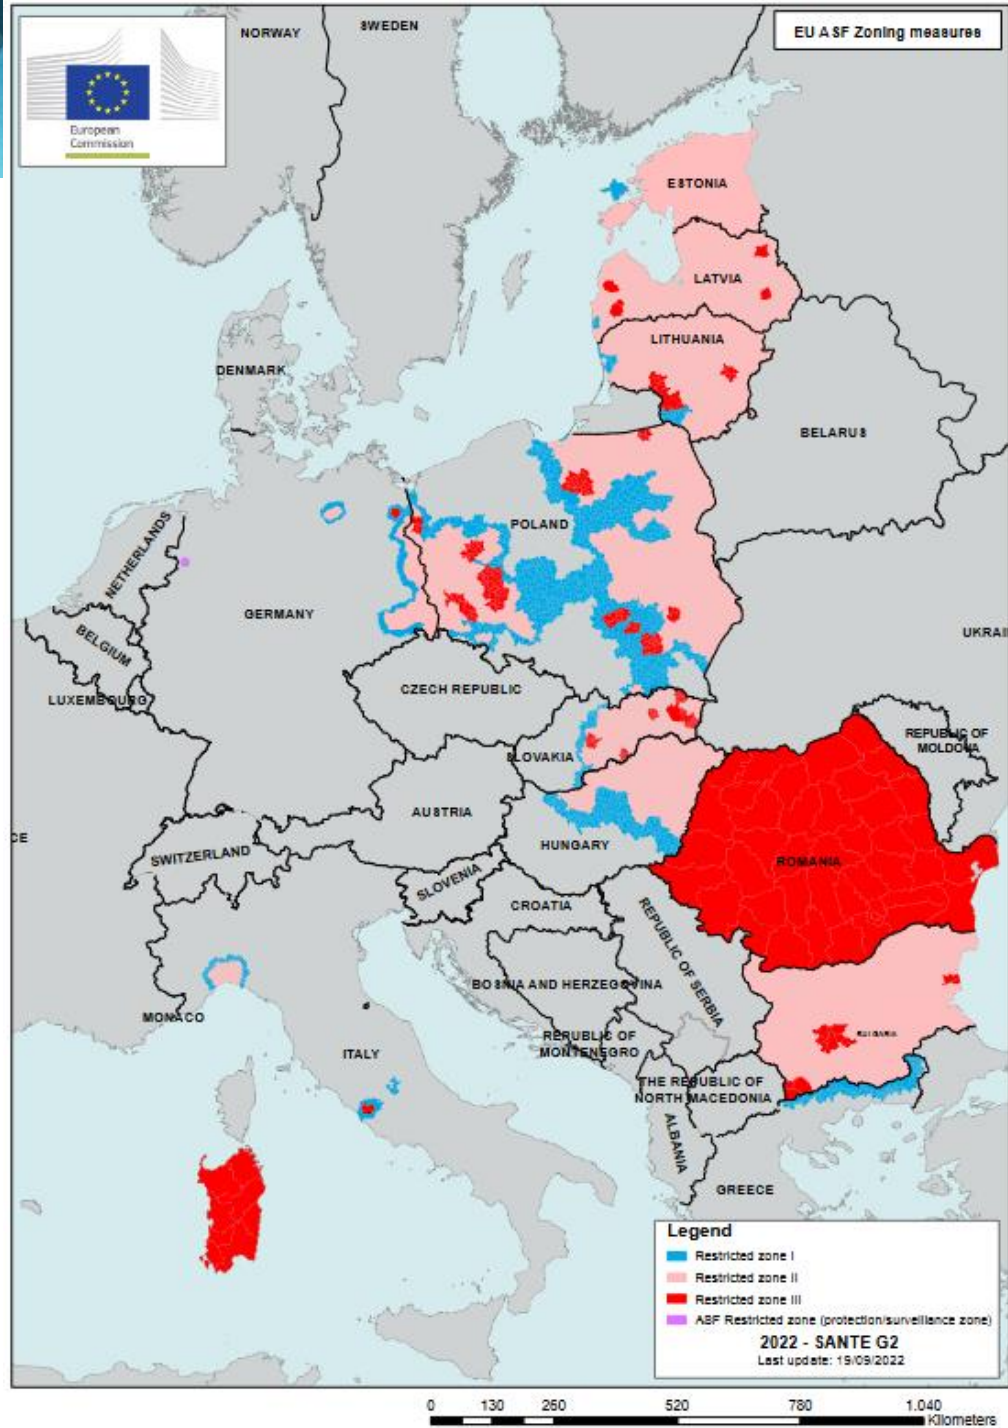 EU ASF Zoning measures
European
Commission
NORWAY
SWEDEN
ESTONIA
LATVIA
LITHUANIA
DENMARK
BELARUS
NETHERLANDS
POLAND
GERMANY
BELGIUM
UKRAI
LUXEMBOURG
CZECH REPUBLIC
SLOVAKIA
REPUBLIC OF
MOLDOVA
AUSTRIA
CE
HUNGARY
SWITZERLAND
ROMANIA
SLOVENIA
CROATIA
REPUBLIC OF SERBIA
BOSNIA AND HERZEGOVINA
MONACO
REPUBLIC OF
MONTENEGRO
BULGARIA
ITALY
THE REPUBLIC OF
NORTH MACEDONIA
ALBANIA
GREECE
Legend
Restricted zone I
Restricted zone II
Restricted zone III
ASF Restricted zone (protection/surveillance zone)
2022 - SANTE G2
Last update: 19/09/2022
0 130 260 520 780 1.040
Kilometers